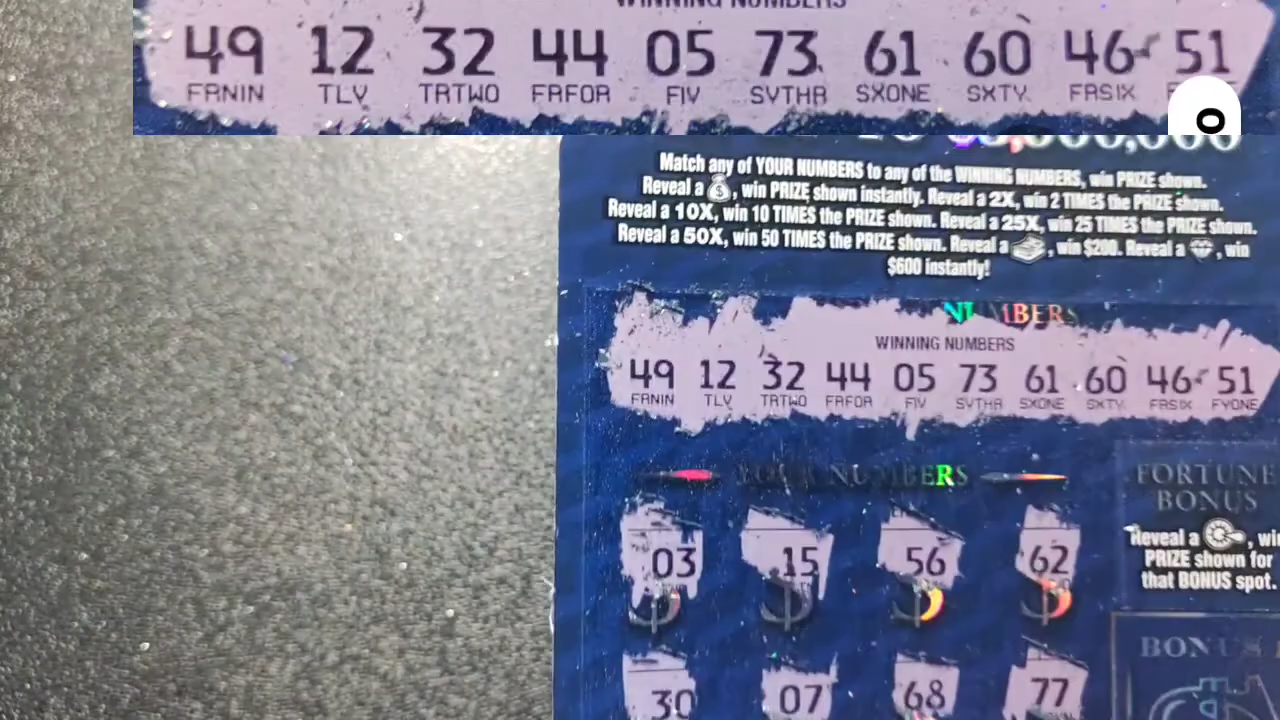 WINNING NUMBERS
49 12 32 44 05 73 61 60 46 51
FRNIN TLV TRTWO FRFOR FIV SVTHR SXONE SXTY FRSIX
Match any of YOUR NUMBERS to any of the WINNING NUMBERS, win PRIZE shown.
Reveal a , win PRIZE shown instantly. Reveal a 2X, win 2 TIMES the PRIZE shown.
Reveal a 10X, win 10 TIMES the PRIZE shown. Reveal a 25X, win 25 TIMES the PRIZE shown.
Reveal a 50X, win 50 TIMES the PRIZE shown. Reveal a , win $200. Reveal a , win
$600 instantly!
NUMBERS
WINNING NUMBERS
49 12 32 44 05 73 61 60 46 51
FRNIN TLV TRTWO FRFOR FIV SVTHR SXONE SXTY FRSIX FYONE
YOUR NUMBERS
03 15 56 62
$ $ $ $
30 07 68 77
FORTUNE
BONUS
Reveal a , win
PRIZE shown for
that BONUS spot.
BONUS